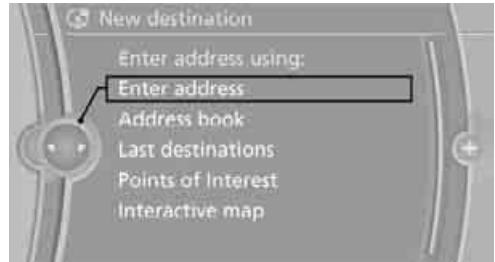 New destination
Enter address using:
Enter address
Address book
Last destinations
Points of Interest
Interactive map